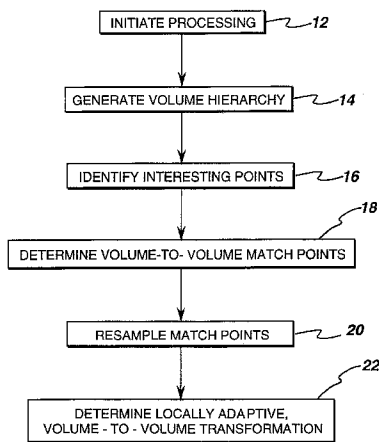 INITIATE PROCESSING 12
GENERATE VOLUME HIERARCHY 14
IDENTIFY INTERESTING POINTS 16
18
DETERMINE VOLUME-TO- VOLUME MATCH POINTS
RESAMPLE MATCH POINTS 20
22
DETERMINE LOCALLY ADAPTIVE,
VOLUME - TO - VOLUME TRANSFORMATION